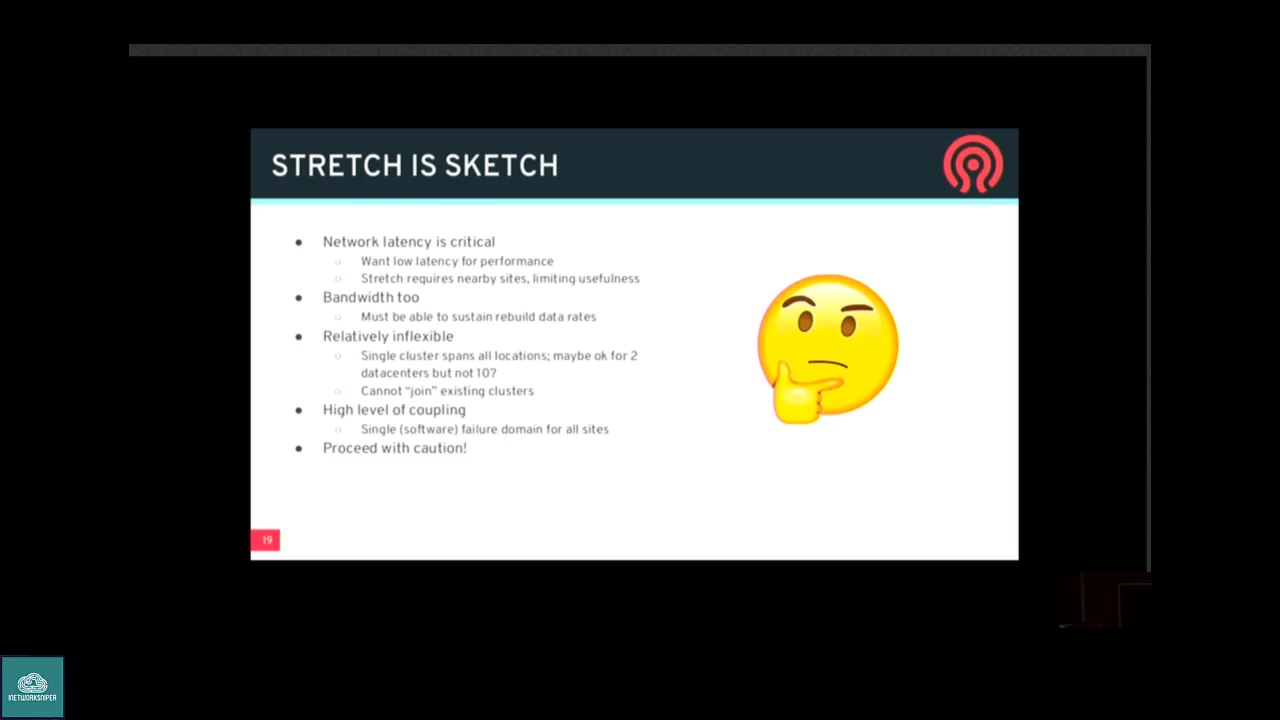 STRETCH IS SKETCH
● Network latency is critical
○ Want low latency for performance
○ Stretch requires nearby sites, limiting usefulness
● Bandwidth too
○ Must be able to sustain rebuild data rates
● Relatively inflexible
○ Single cluster spans all locations; maybe ok for 2
datacenters but not 10?
○ Cannot “join” existing clusters
● High level of coupling
○ Single (software) failure domain for all sites
● Proceed with caution!
19
INETWORKSNIPER